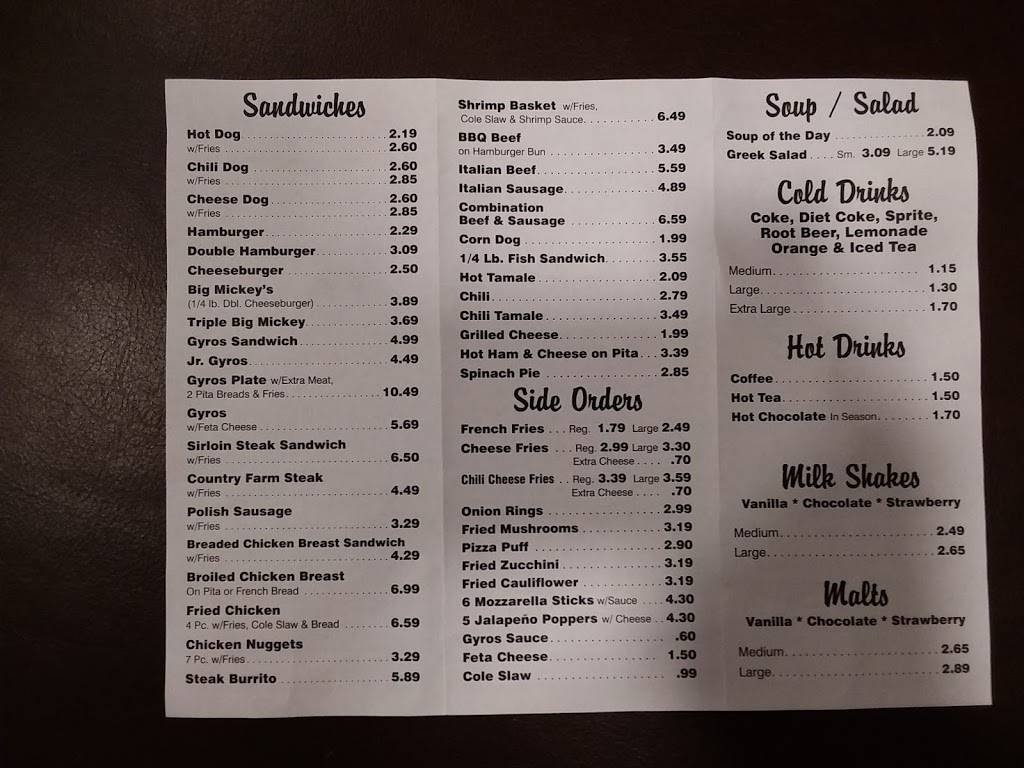 Sandwiches
Hot Dog 2.19
w/Fries 2.60
Chili Dog 2.60
w/Fries 2.85
Cheese Dog 2.60
w/Fries 2.85
Hamburger 2.29
Double Hamburger 3.09
Cheeseburger 2.50
Big Mickey's
(1/4 lb. Dbl. Cheeseburger) 3.89
Triple Big Mickey 3.69
Gyros Sandwich 4.99
Jr. Gyros 4.49
Gyros Plate w/Extra Meat,
2 Pita Breads & Fries 10.49
Gyros
w/Feta Cheese 5.69
Sirloin Steak Sandwich
w/Fries 6.50
Country Farm Steak
w/Fries 4.49
Polish Sausage
w/Fries 3.29
Breaded Chicken Breast Sandwich
w/Fries 4.29
Broiled Chicken Breast
On Pita or French Bread 6.99
Fried Chicken
4 Pc. w/Fries, Cole Slaw & Bread 6.59
Chicken Nuggets
7 Pc. w/Fries 3.29
Steak Burrito 5.89
Shrimp Basket w/Fries,
Cole Slaw & Shrimp Sauce 6.49
BBQ Beef
on Hamburger Bun 3.49
Italian Beef 5.59
Italian Sausage 4.89
Combination
Beef & Sausage 6.59
Corn Dog 1.99
1/4 Lb. Fish Sandwich 3.55
Hot Tamale 2.09
Chili 2.79
Chili Tamale 3.49
Grilled Cheese 1.99
Hot Ham & Cheese on Pita 3.39
Spinach Pie 2.85
Side Orders
French Fries Reg. 1.79 Large 2.49
Cheese Fries Reg. 2.99 Large 3.30
Extra Cheese .70
Chili Cheese Fries Reg. 3.39 Large 3.59
Extra Cheese .70
Onion Rings 2.99
Fried Mushrooms 3.19
Pizza Puff 2.90
Fried Zucchini 3.19
Fried Cauliflower 3.19
6 Mozzarella Sticks w/Sauce 4.30
5 Jalapeño Poppers w/ Cheese 4.30
Gyros Sauce .60
Feta Cheese 1.50
Cole Slaw .99
Soup / Salad
Soup of the Day 2.09
Greek Salad Sm. 3.09 Large 5.19
Cold Drinks
Coke, Diet Coke, Sprite,
Root Beer, Lemonade
Orange & Iced Tea
Medium 1.15
Large 1.30
Extra Large 1.70
Hot Drinks
Coffee 1.50
Hot Tea 1.50
Hot Chocolate In Season 1.70
Milk Shakes
Vanilla * Chocolate * Strawberry
Medium 2.49
Large 2.65
Malts
Vanilla * Chocolate * Strawberry
Medium 2.65
Large 2.89